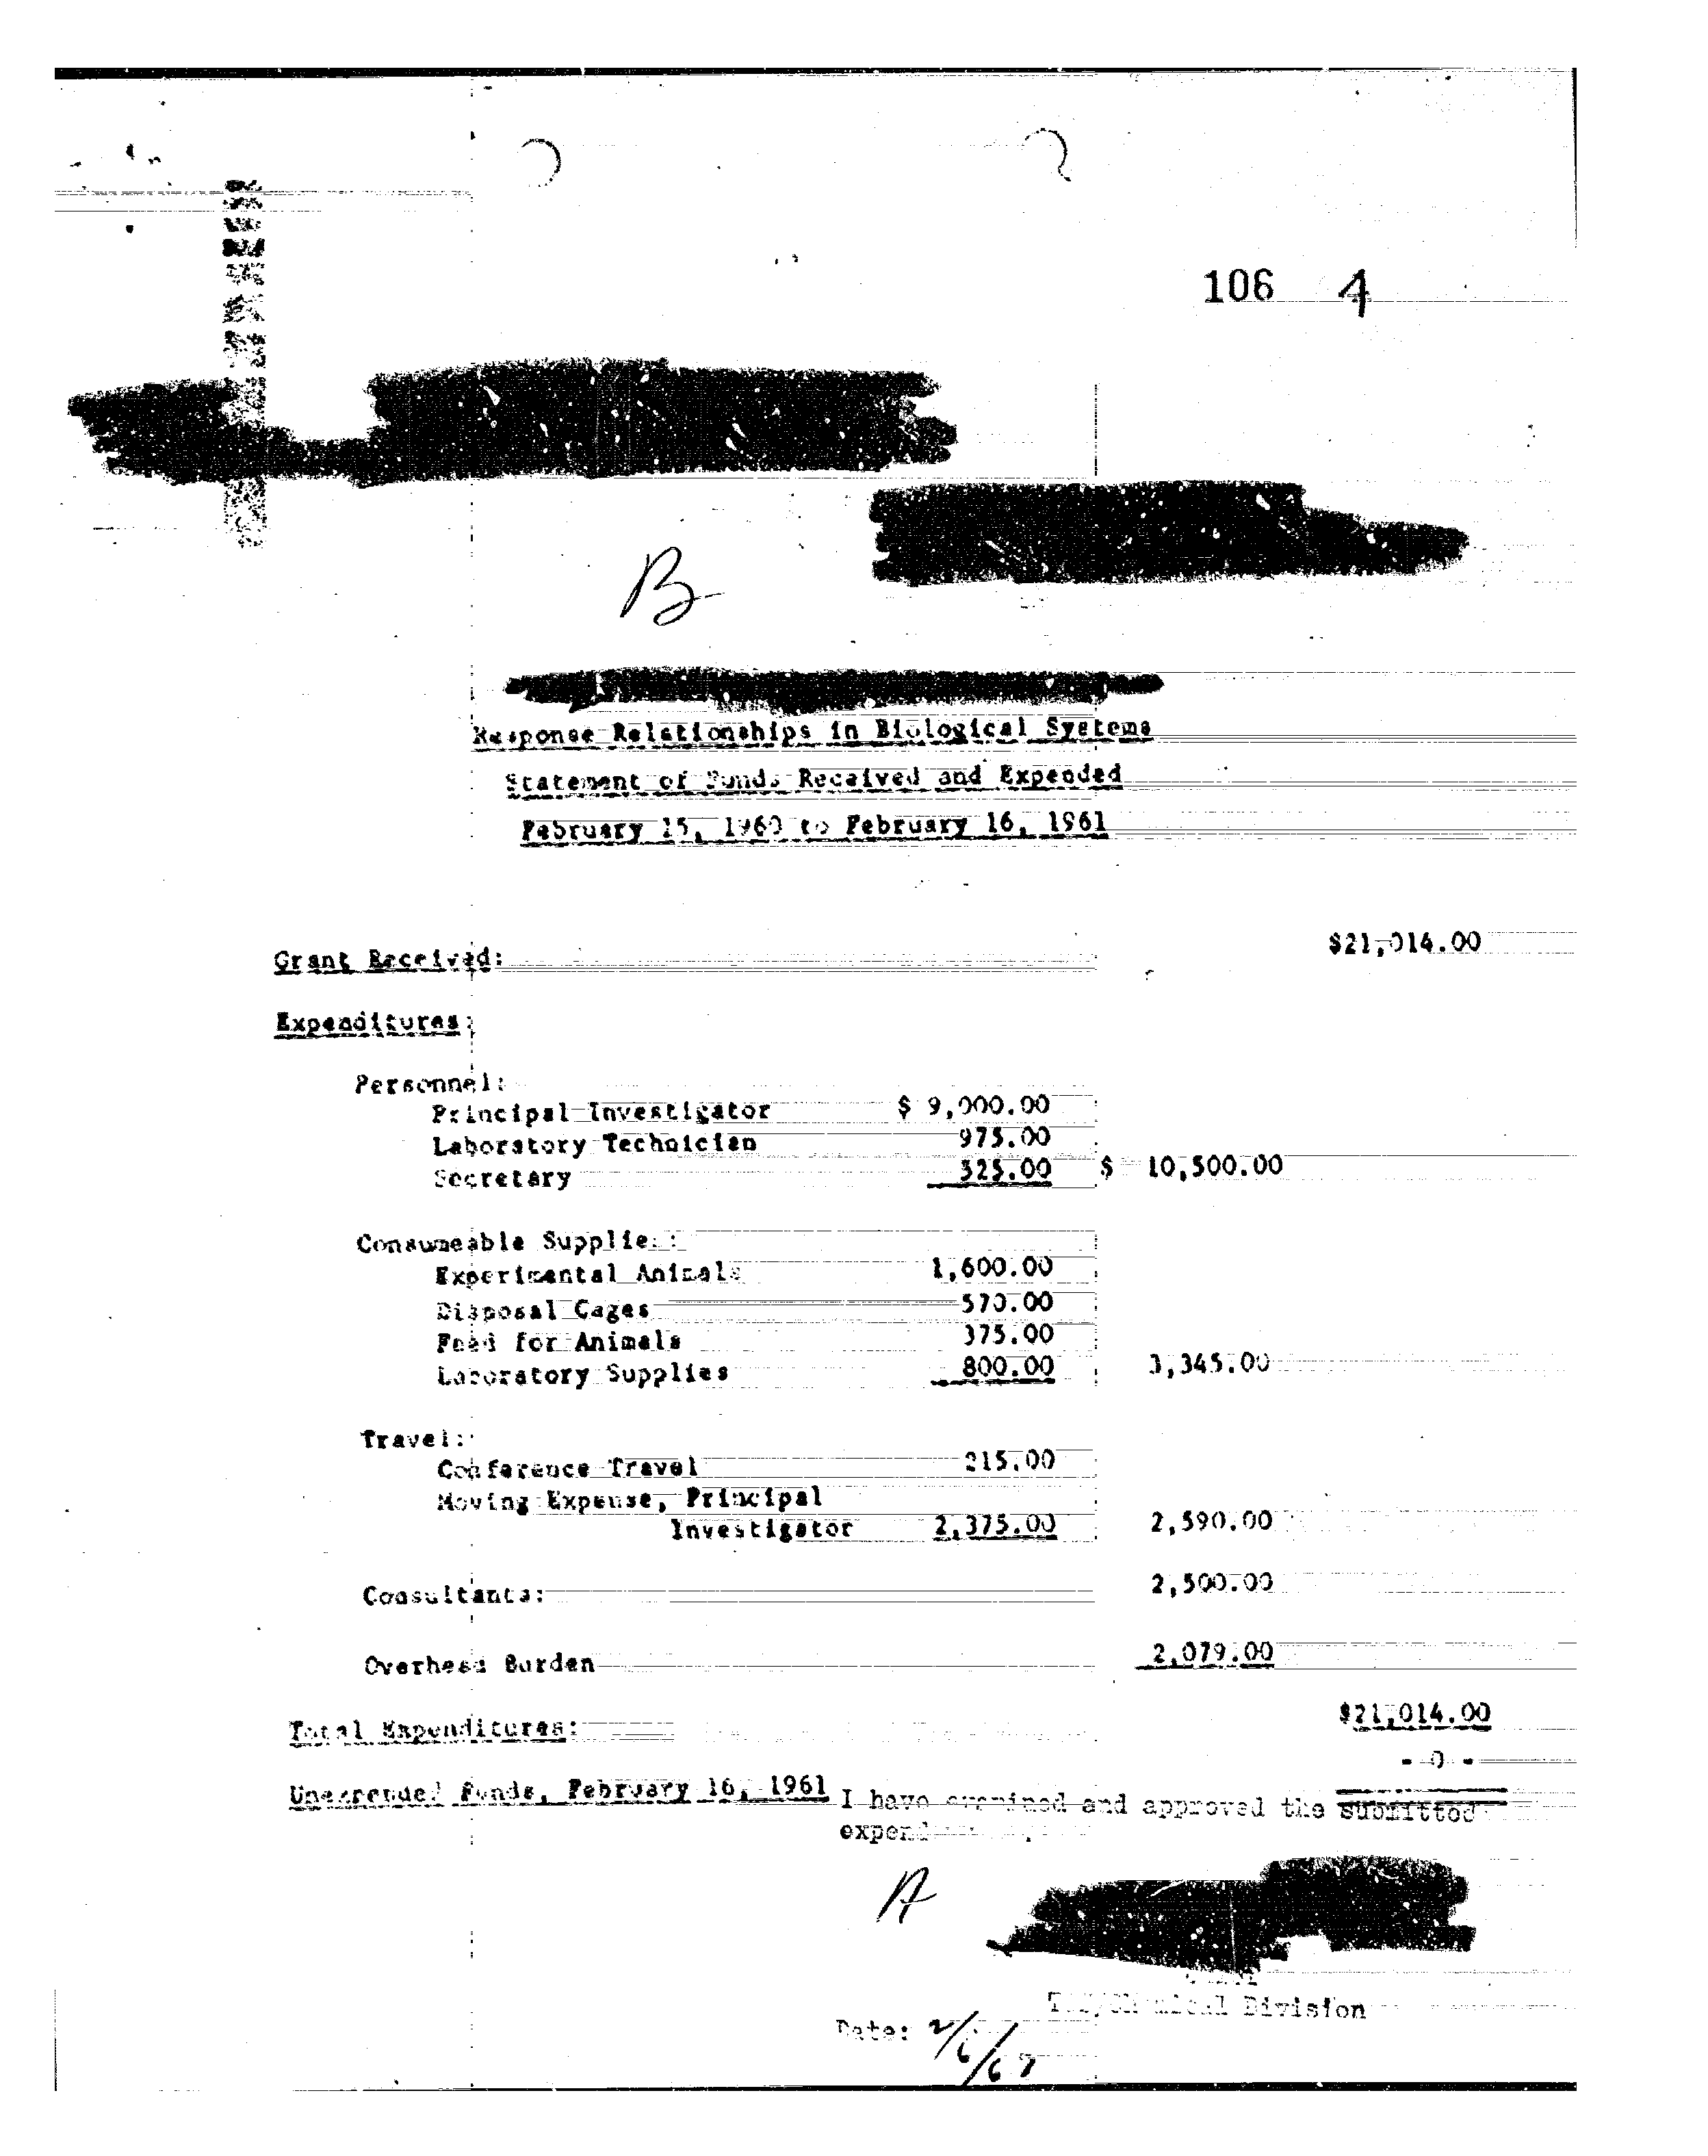 106 4
B
Response Relationships in Biological Systems
Statement of Funds Received and Expended
February 15, 1960 to February 16, 1961
Grant Received: $21,014.00
Expenditures:
Personnel:
Principal Investigator $ 9,000.00
Laboratory Technician 975.00
Secretary 525.00 $ 10,500.00
Consumeable Supplies:
Experimental Animals 1,600.00
Disposal Cages 570.00
Feed for Animals 375.00
Laboratory Supplies 800.00 3,345.00
Travel:
Conference Travel 215.00
Moving Expense, Principal
Investigator 2,375.00 2,590.00
Consultants: 2,500.00
Overhead Burden 2,079.00
Total Expenditures: $21,014.00
Unexpended Funds, February 16, 1961 - 0 -
I have examined and approved the submitted
A
Division
Date: 2/6/6